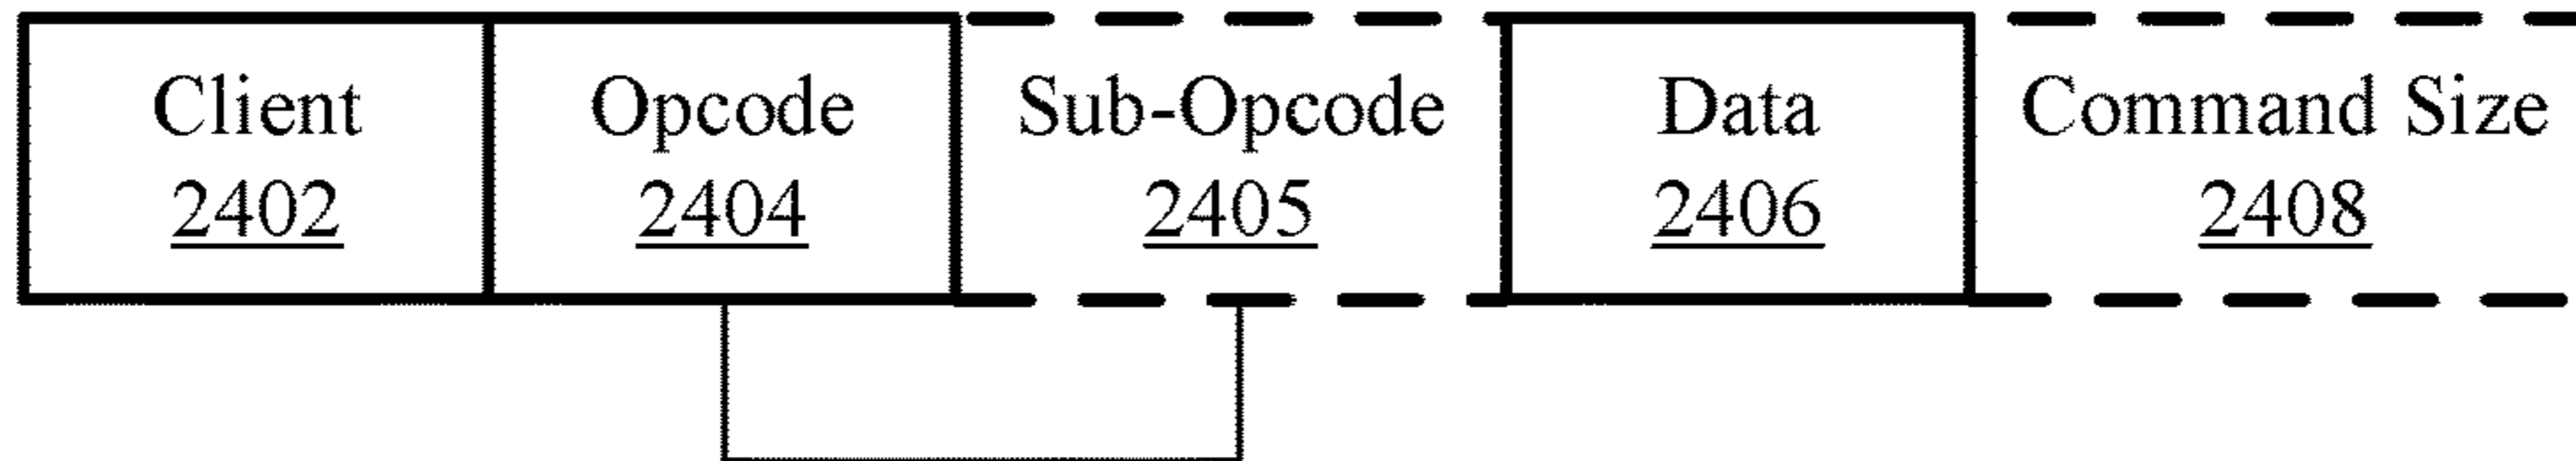 Client Opcode Sub-Opcode Data Command Size
2402 2404 2405 2406 2408